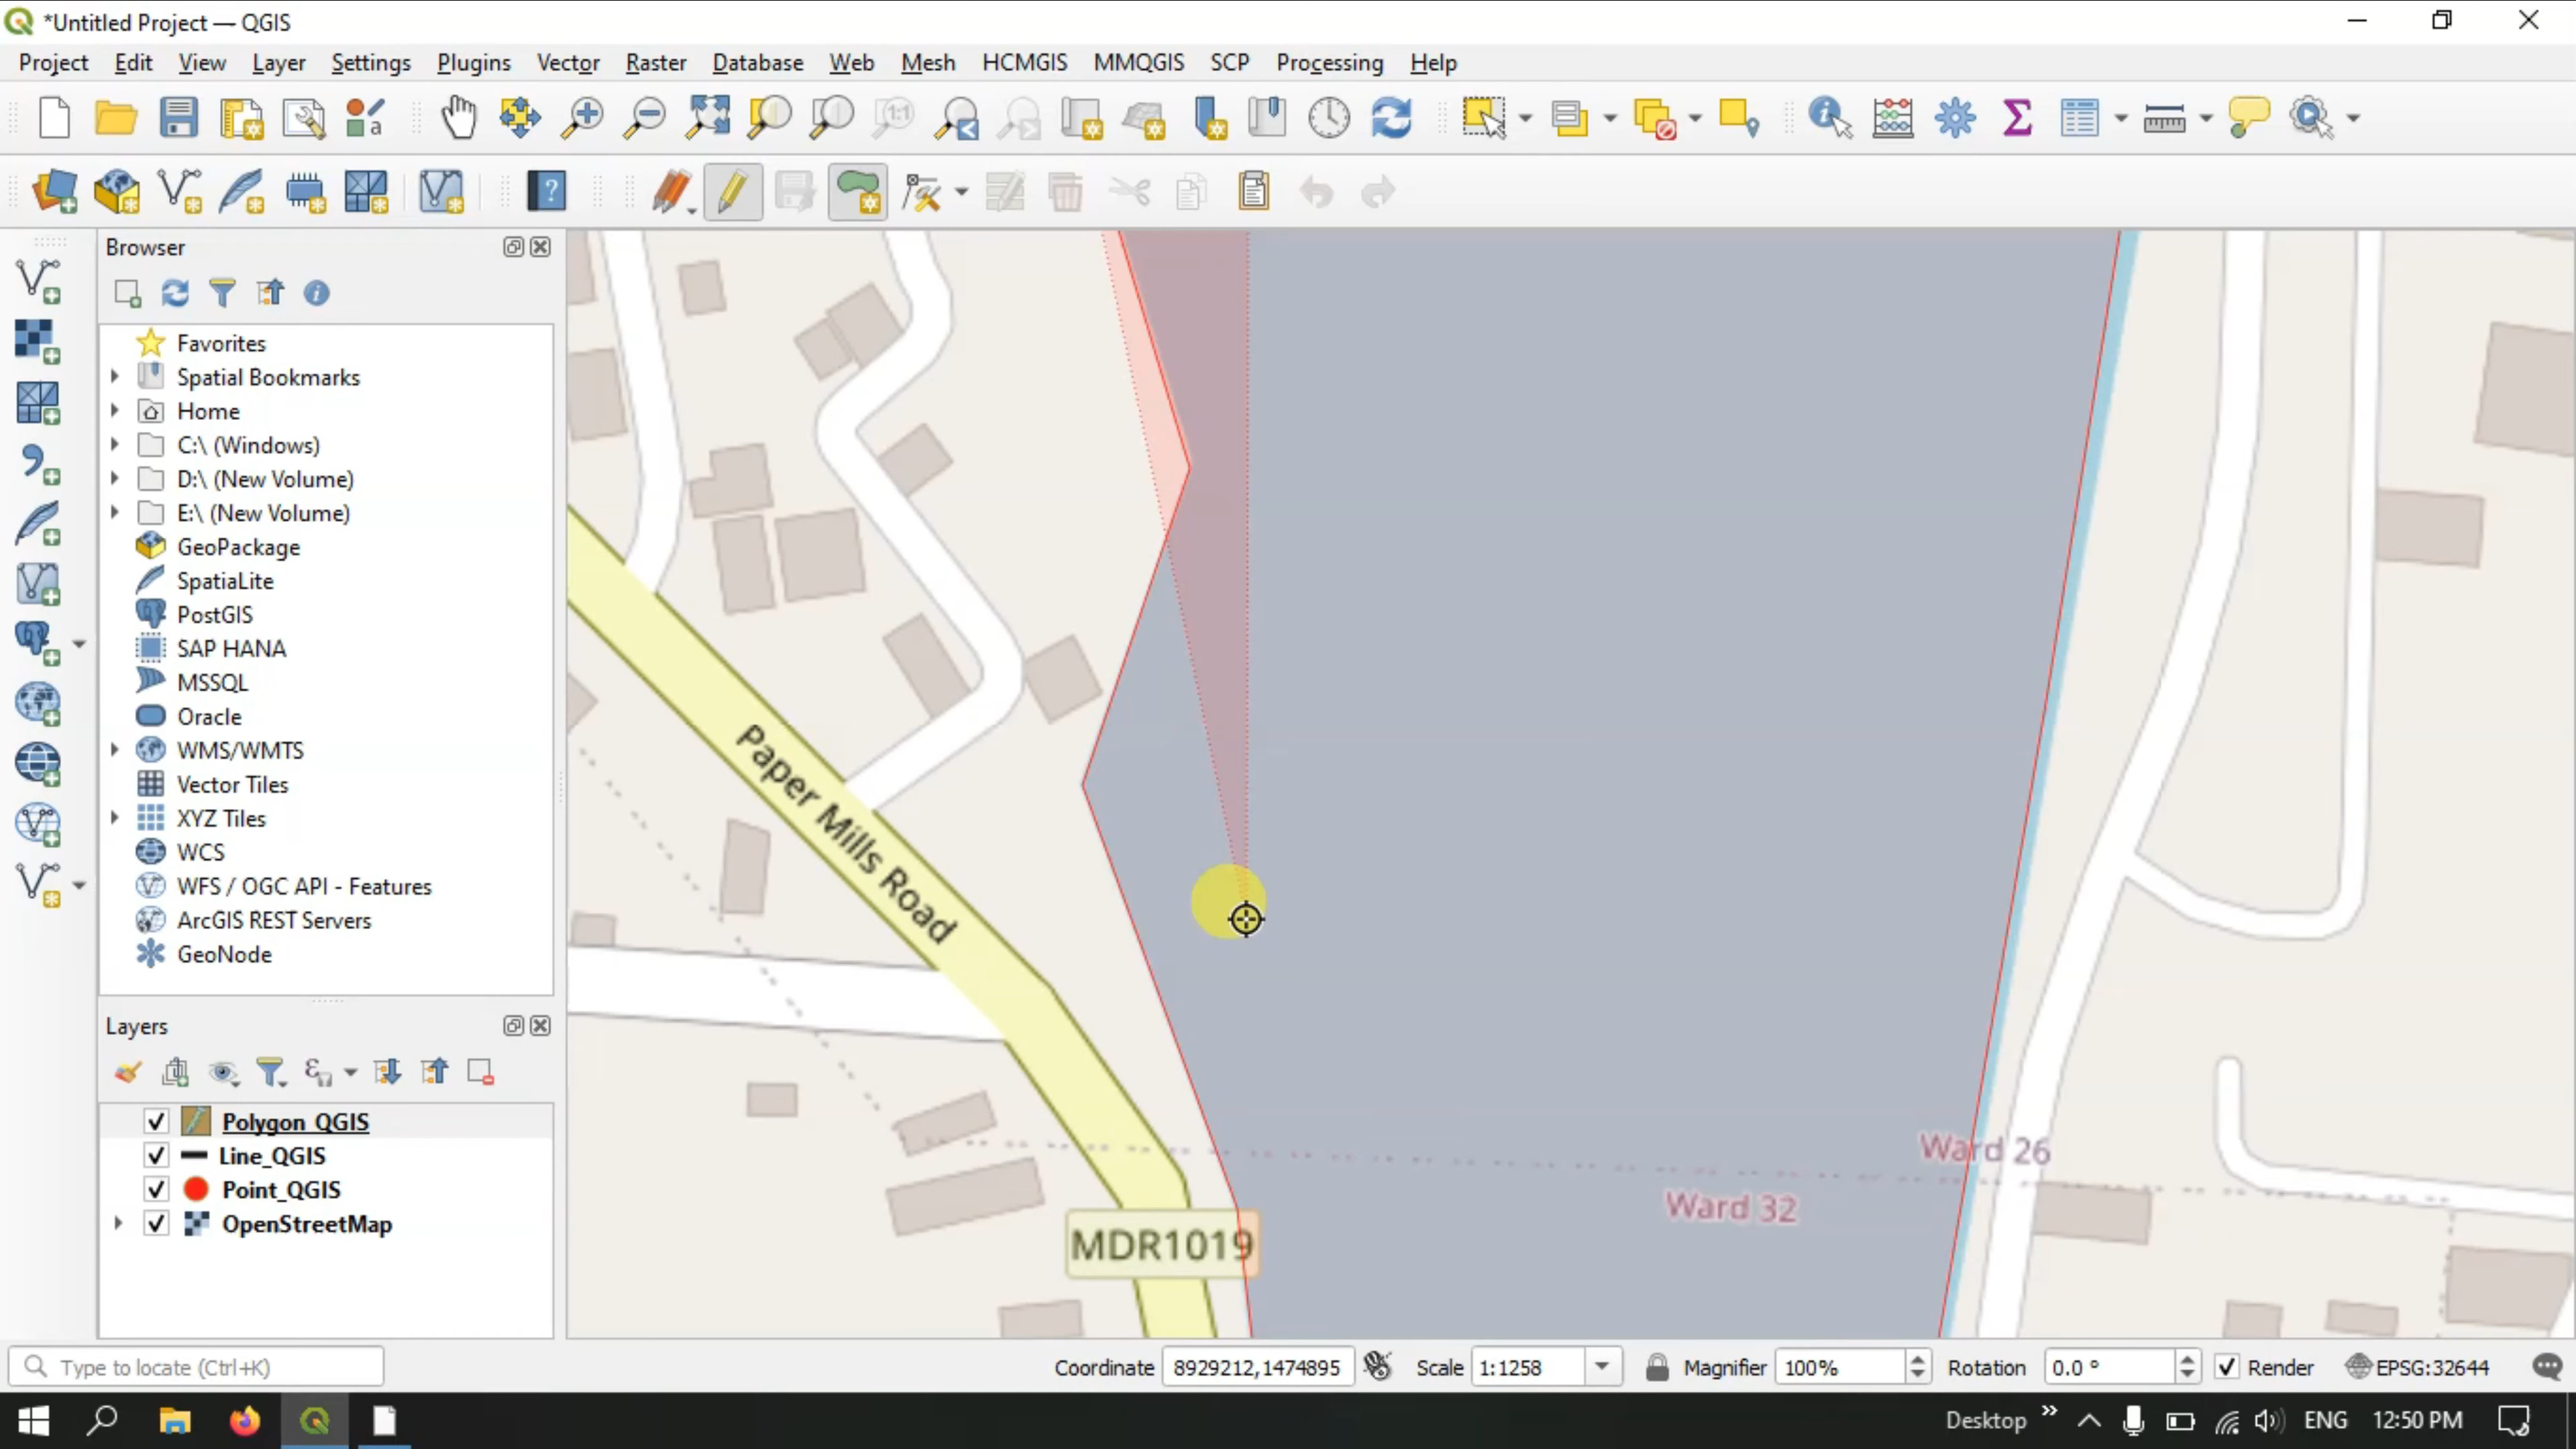 *Untitled Project — QGIS
Project Edit View Layer Settings Plugins Vector Raster Database Web Mesh HCMGIS MMQGIS SCP Processing Help
Browser
Favorites
Spatial Bookmarks
Home
C:\ (Windows)
D:\ (New Volume)
E:\ (New Volume)
GeoPackage
SpatiaLite
PostGIS
SAP HANA
MSSQL
Oracle
WMS/WMTS
Vector Tiles
XYZ Tiles
WCS
WFS / OGC API - Features
ArcGIS REST Servers
GeoNode
Layers
Polygon_QGIS
Line_QGIS
Point_QGIS
OpenStreetMap
Paper Mills Road
MDR1019
Ward 26
Ward 32
Type to locate (Ctrl+K)
Coordinate 8929212,1474895 Scale 1:1258 Magnifier 100% Rotation 0.0 ° Render EPSG:32644
Desktop » ENG 12:50 PM